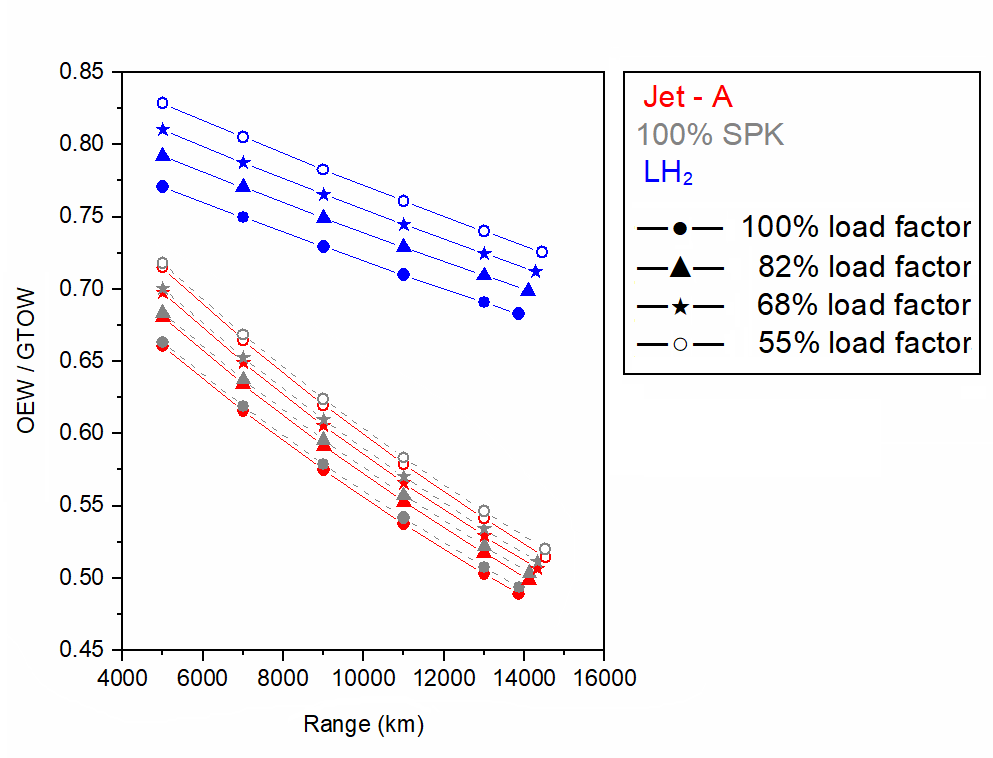 0.85
0.80
0.75
0.70
0.65
0.60
0.55
0.50
0.45
OEW / GTOW
4000 6000 8000 10000 12000 14000 16000
Range (km)
Jet - A
100% SPK
LH₂
100% load factor
82% load factor
68% load factor
55% load factor